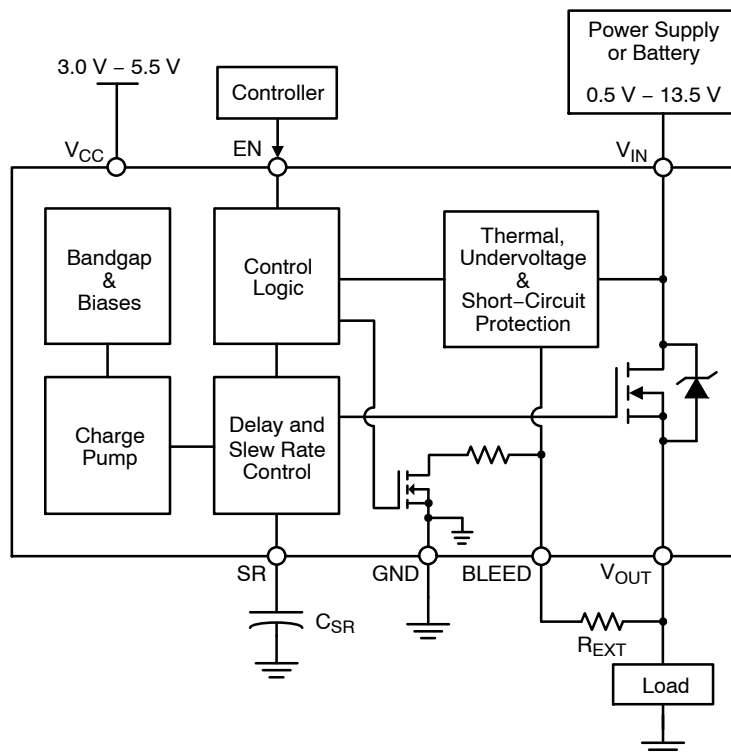 Power Supply
or Battery
0.5 V – 13.5 V
3.0 V – 5.5 V
Controller
VCC
EN
VIN
Bandgap
&
Biases
Control
Logic
Thermal,
Undervoltage
&
Short–Circuit
Protection
Charge
Pump
Delay and
Slew Rate
Control
SR
GND
BLEED
VOUT
CSR
REXT
Load